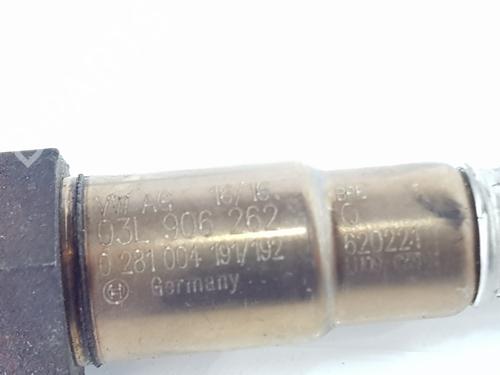 VW AG 16/16
03L 906 262 Q
0 281 004 191/192 620221
Germany